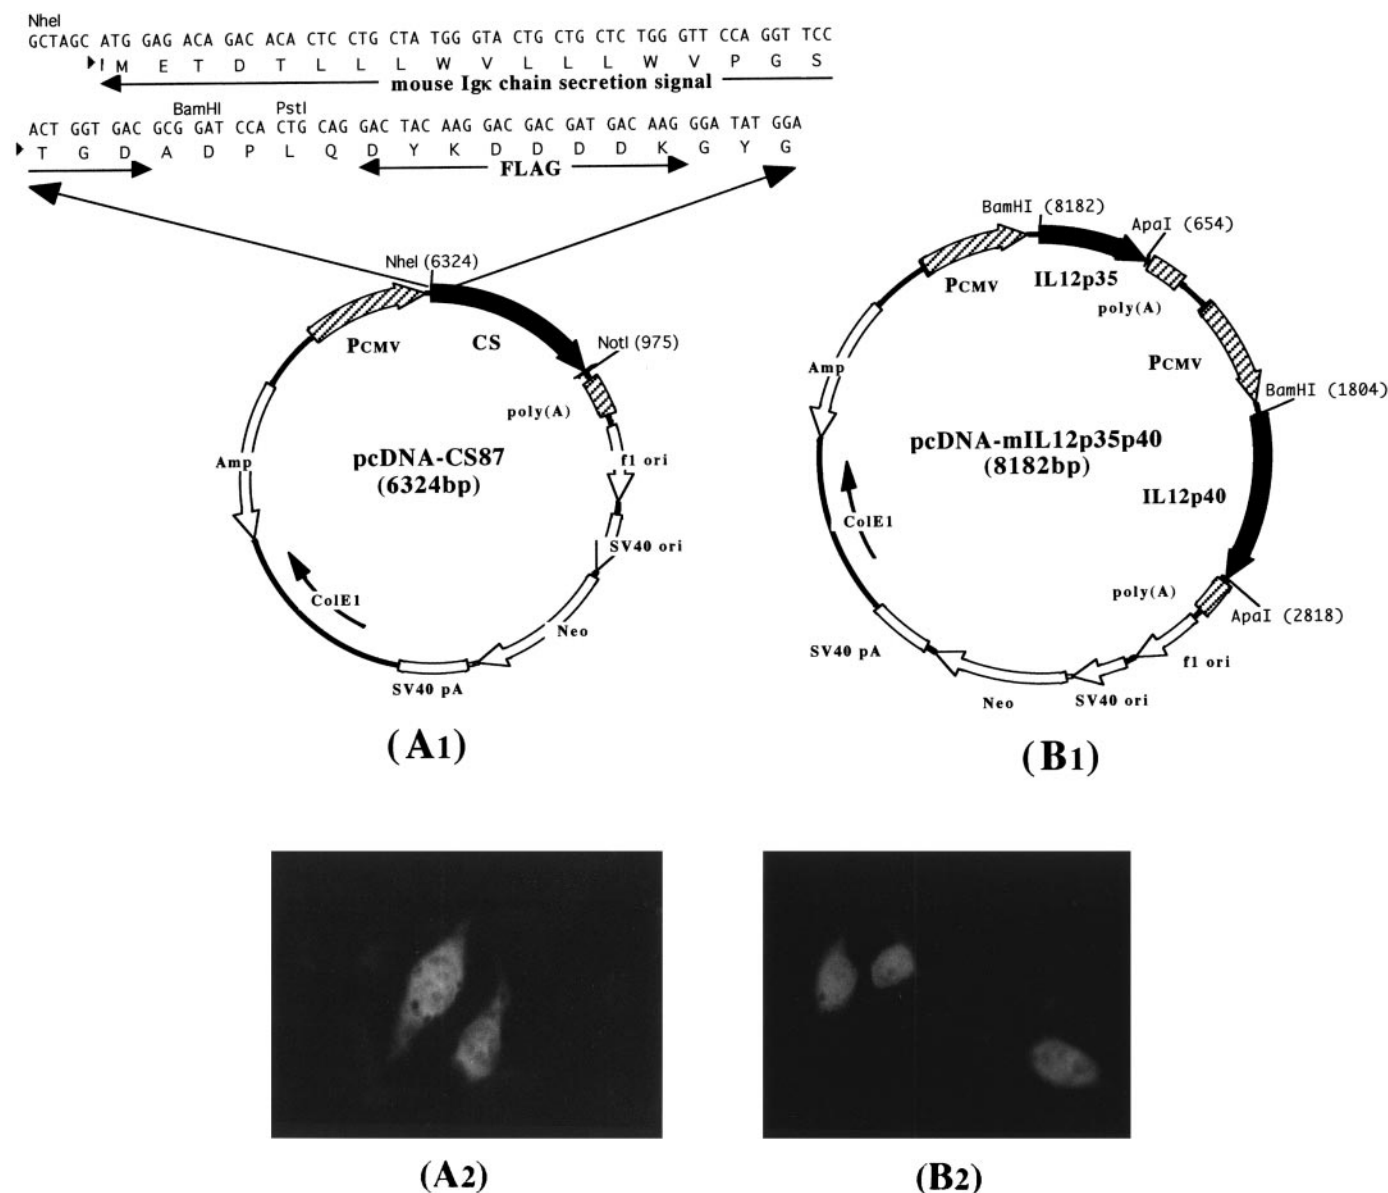 NheI
GCTAGC ATG GAG ACA GAC ACA CTC CTG CTA TGG GTA CTG CTG CTC TGG GTT CCA GGT TCC
I M E T D T L L L W V L L L W V P G S
mouse Igκ chain secretion signal
BamHI PstI
ACT GGT GAC GCG GAT CCA CTG CAG GAC TAC AAG GAC GAC GAT GAC AAG GGA TAT GGA
T G D A D P L Q D Y K D D D D K G Y G
FLAG
NheI (6324)
PCMV
CS
NotI (975)
poly(A)
f1 ori
SV40 ori
Neo
SV40 pA
ColE1
Amp
pcDNA-CS87
(6324bp)
(A1)
BamHI (8182)
ApaI (654)
PCMV
IL12p35
poly(A)
PCMV
BamHI (1804)
IL12p40
poly(A)
ApaI (2818)
f1 ori
SV40 ori
Neo
SV40 pA
ColE1
Amp
pcDNA-mIL12p35p40
(8182bp)
(B1)
(A2)
(B2)